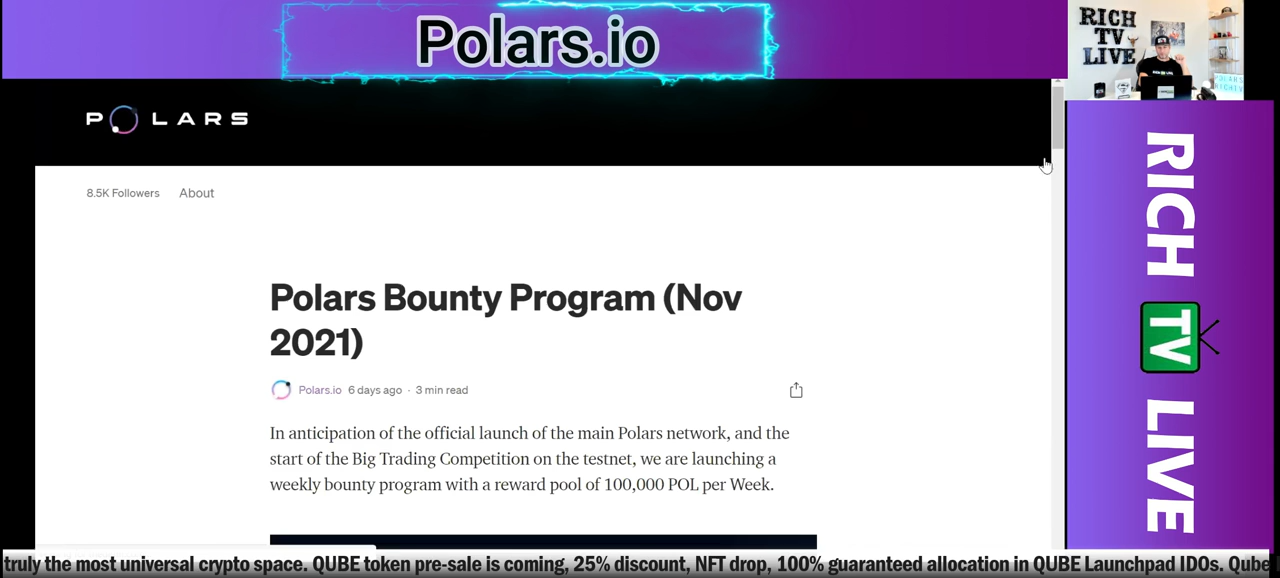 Polars.io
RICH
TV
LIVE
POLARS
8.5K Followers About
Polars Bounty Program (Nov
2021)
Polars.io 6 days ago · 3 min read
In anticipation of the official launch of the main Polars network, and the
start of the Big Trading Competition on the testnet, we are launching a
weekly bounty program with a reward pool of 100,000 POL per Week.
RICH
TV
LIVE
truly the most universal crypto space. QUBE token pre-sale is coming, 25% discount, NFT drop, 100% guaranteed allocation in QUBE Launchpad IDOs. Qube